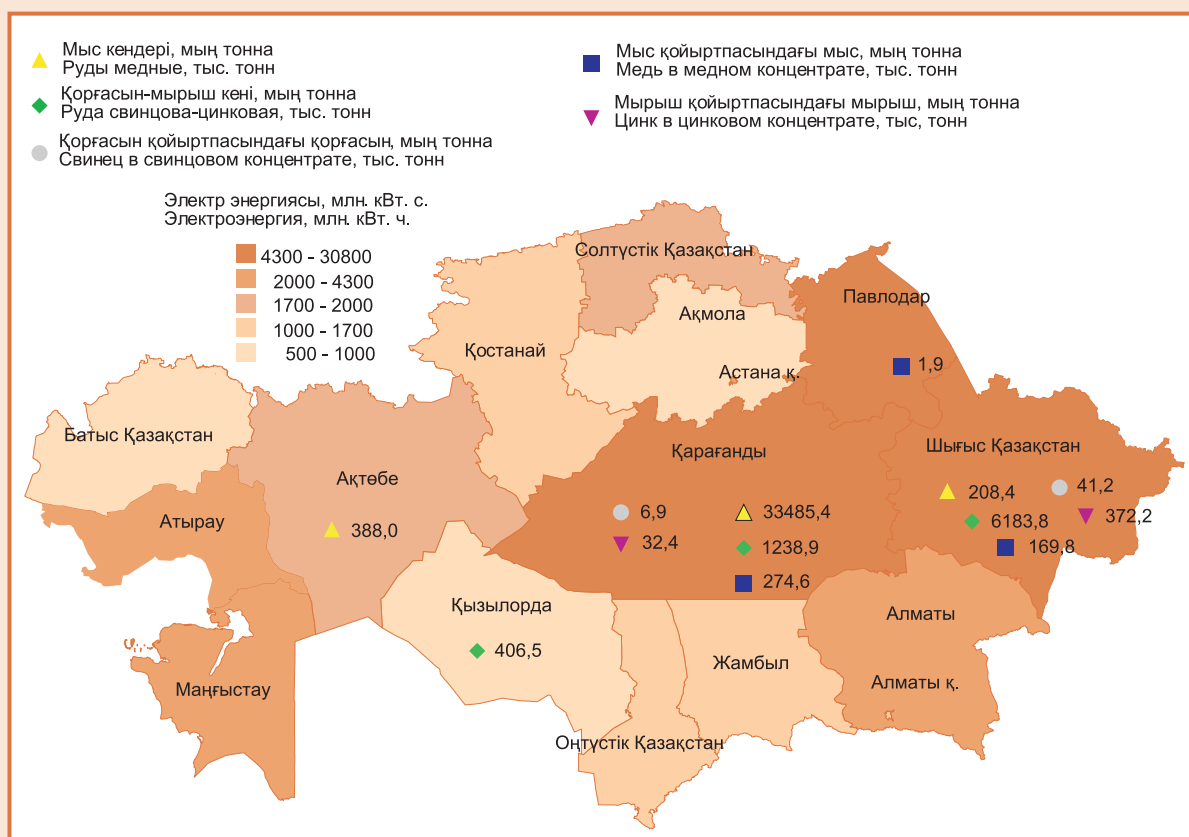 Мыс кендері, мың тонна
Руды медные, тыс. тонн
Қорғасын-мырыш кені, мың тонна
Руда свинцова-цинковая, тыс. тонн
Қорғасын қойыртпасындағы қорғасын, мың тонна
Свинец в свинцовом концентрате, тыс. тонн
Мыс қойыртпасындағы мыс, мың тонна
Медь в медном концентрате, тыс. тонн
Мырыш қойыртпасындағы мырыш, мың тонна
Цинк в цинковом концентрате, тыс, тонн
Электр энергиясы, млн. кВт. с.
Электроэнергия, млн. кВт. ч.
4300 - 30800
2000 - 4300
1700 - 2000
1000 - 1700
500 - 1000
Солтүстік Қазақстан
Павлодар
Ақмола
Қостанай
Астана қ.
1,9
Батыс Қазақстан
Қарағанды
Шығыс Қазақстан
Ақтөбе
Атырау
388,0
6,9
33485,4
32,4
1238,9
274,6
208,4
41,2
6183,8
372,2
169,8
Қызылорда
406,5
Алматы
Жамбыл
Алматы қ.
Маңғыстау
Оңтүстік Қазақстан